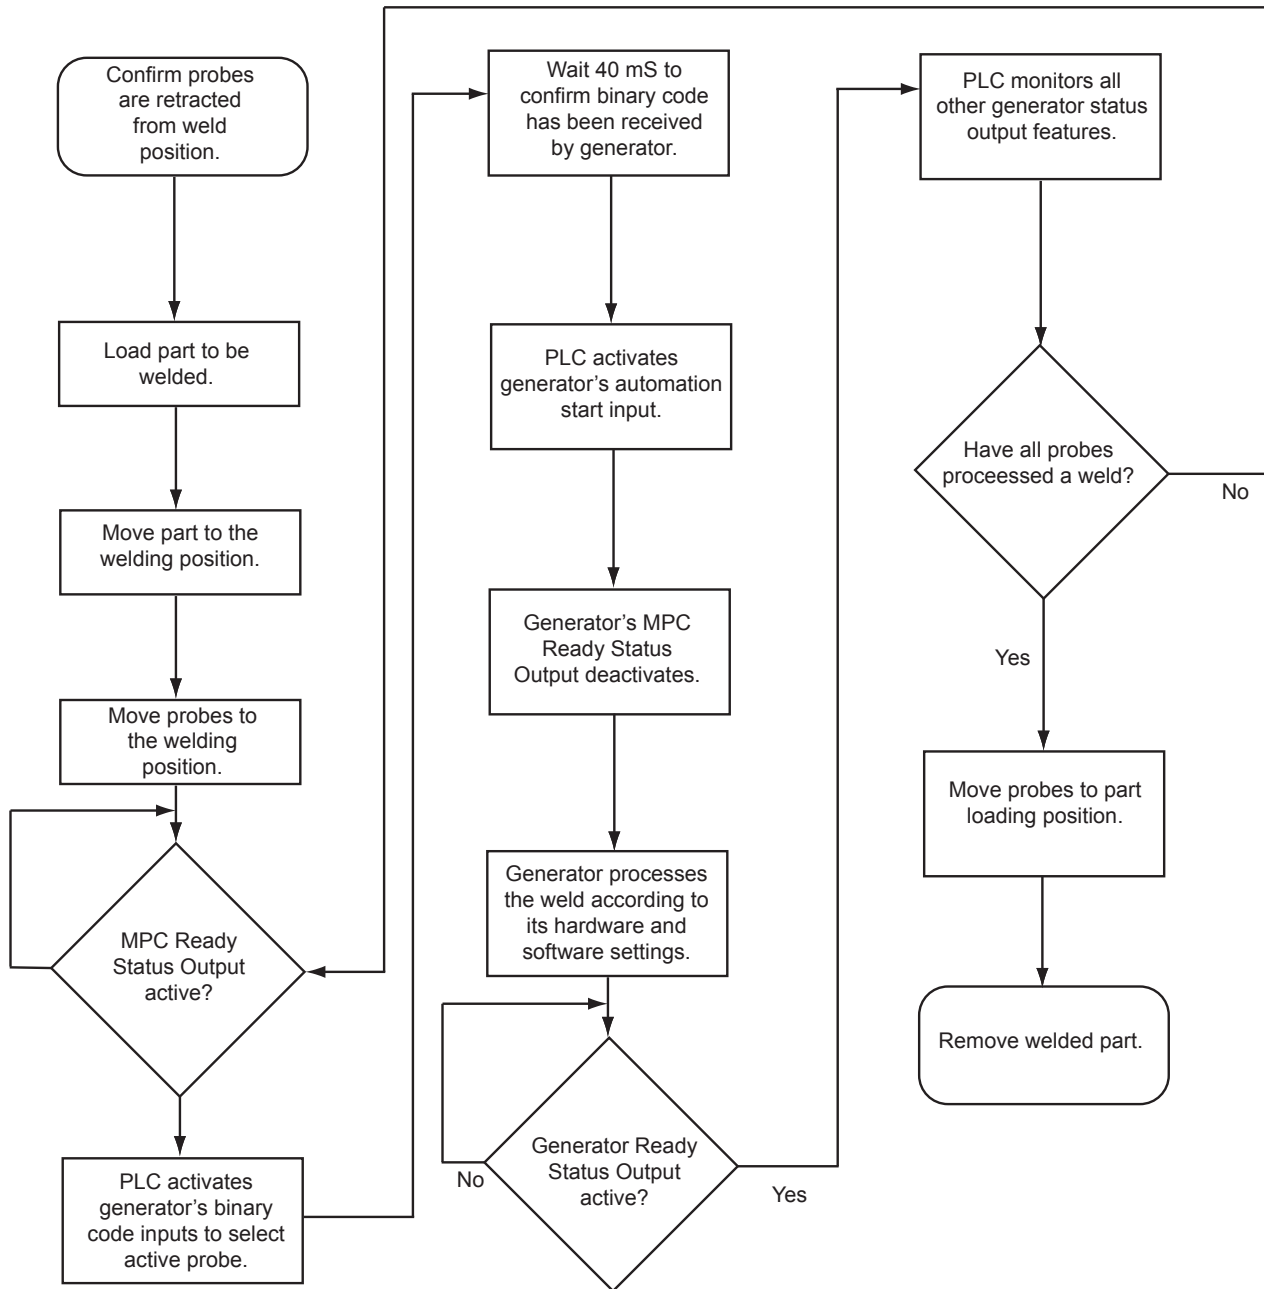 Confirm probes
are retracted
from weld
position.
Load part to be
welded.
Move part to the
welding position.
Move probes to
the welding
position.
MPC Ready
Status Output
active?
PLC activates
generator's binary
code inputs to select
active probe.
Wait 40 mS to
confirm binary code
has been received
by generator.
PLC activates
generator's automation
start input.
Generator's MPC
Ready Status
Output deactivates.
Generator processes
the weld according to
its hardware and
software settings.
Generator Ready
Status Output
active?
No
Yes
PLC monitors all
other generator status
output features.
Have all probes
proceessed a weld?
No
Yes
Move probes to part
loading position.
Remove welded part.